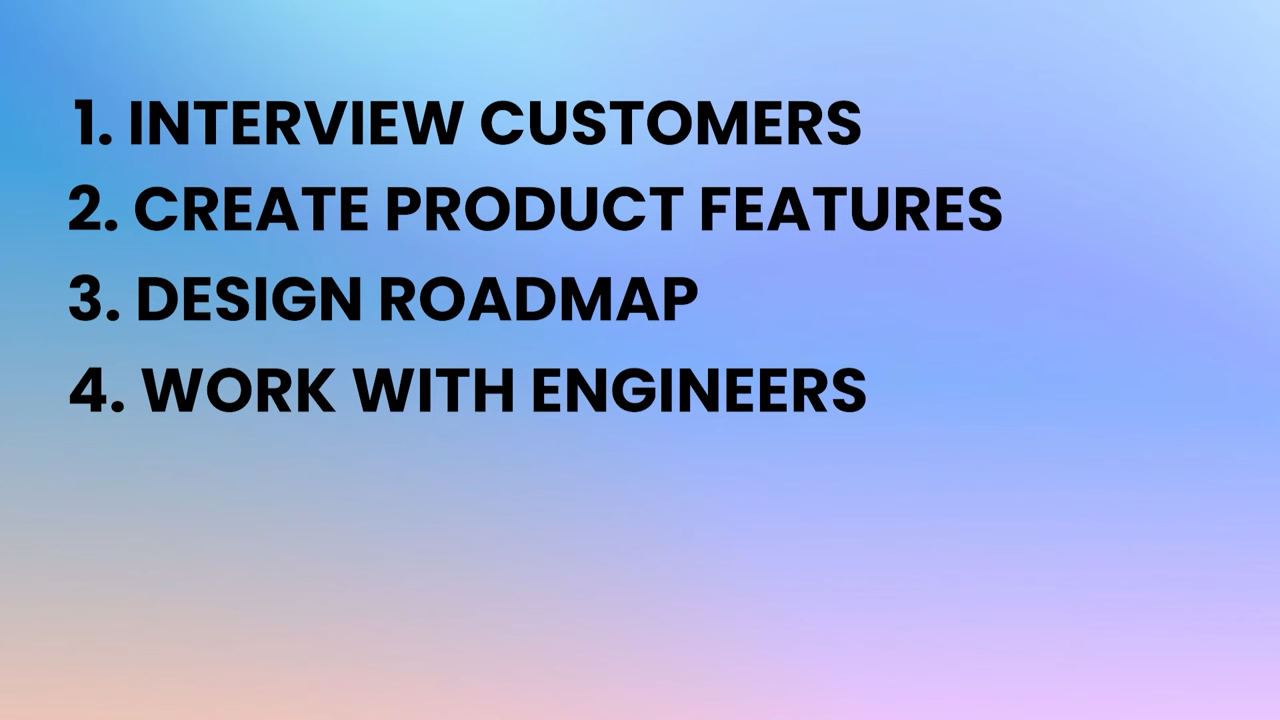 1. INTERVIEW CUSTOMERS
2. CREATE PRODUCT FEATURES
3. DESIGN ROADMAP
4. WORK WITH ENGINEERS